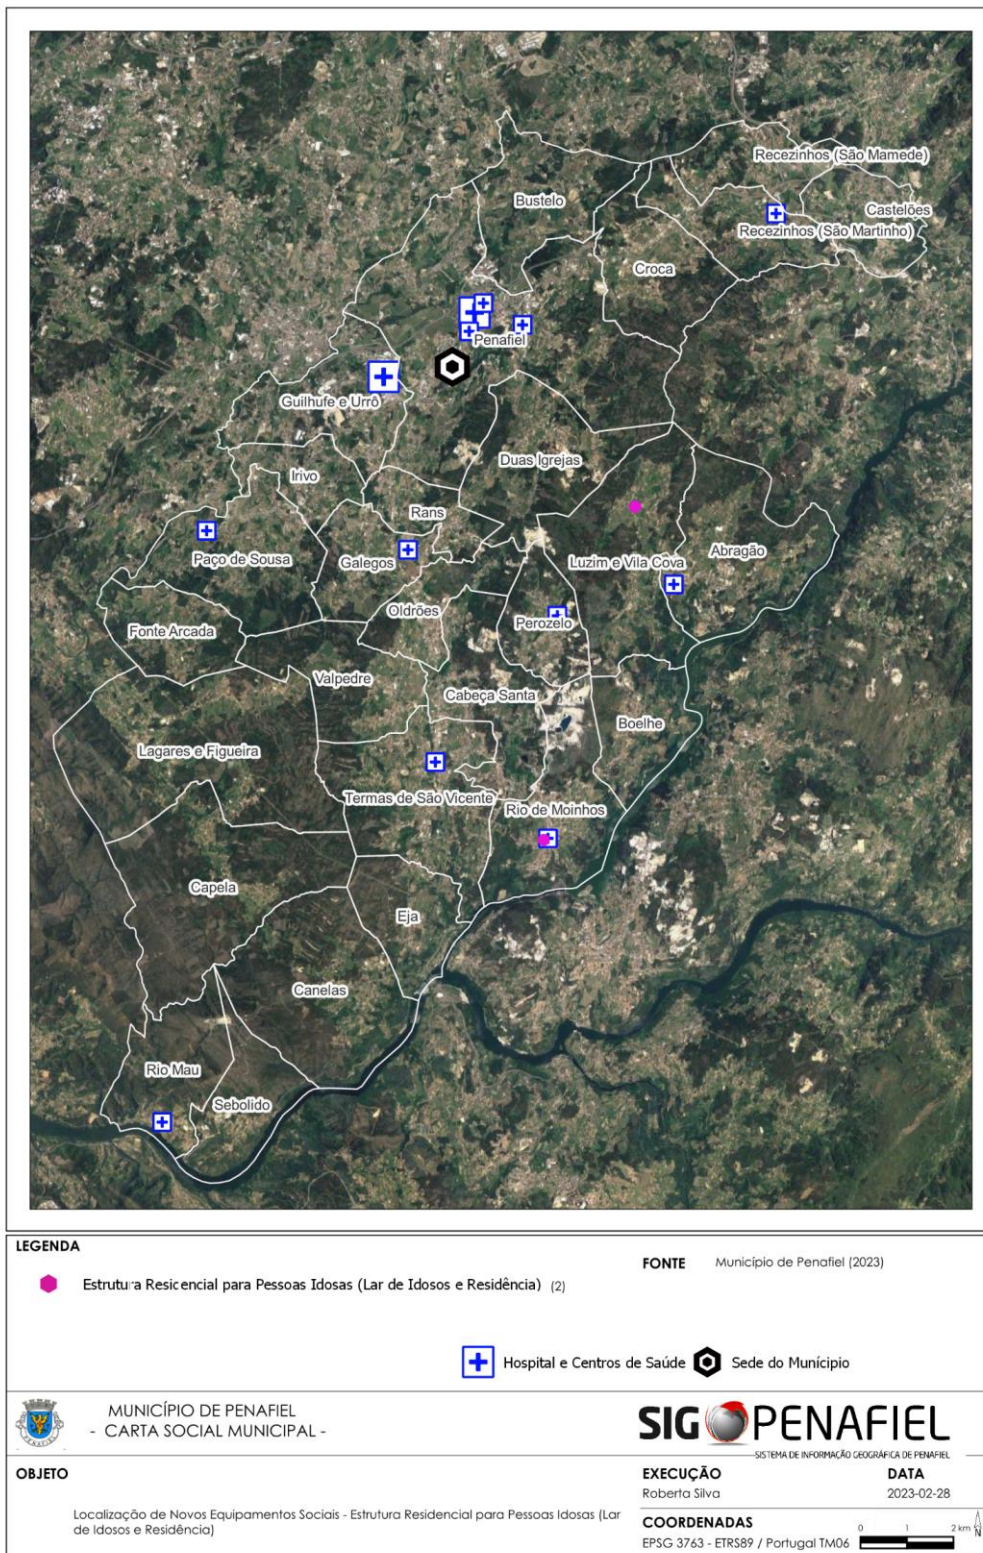 Recezinhos (São Mamede)
Bustelo
Castelões
Recezinhos (São Martinho)
Croca
Penafiel
Guilhufe e Urrô
Duas Igrejas
Irivo
Rans
Abragão
Paço de Sousa
Galegos
Luzim e Vila Cova
Oldrões
Fonte Arcada
Perozelo
Valpedre
Cabeça Santa
Boelhe
Lagares e Figueira
Termas de São Vicente
Rio de Moinhos
Capela
Eja
Canelas
Rio Mau
Sebolido
LEGENDA
Estrutura Resicencial para Pessoas Idosas (Lar de Idosos e Residência) (2)
FONTE Município de Penafiel (2023)
Hospital e Centros de Saúde
Sede do Munícipio
PENAFIEL
MUNICÍPIO DE PENAFIEL
- CARTA SOCIAL MUNICIPAL -
SIG PENAFIEL
SISTEMA DE INFORMAÇÃO GEOGRÁFICA DE PENAFIEL
OBJETO
Localização de Novos Equipamentos Sociais - Estrutura Residencial para Pessoas Idosas (Lar
de Idosos e Residência)
EXECUÇÃO
Roberta Silva
DATA
2023-02-28
COORDENADAS
EPSG 3763 - ETRS89 / Portugal TM06
0 1 2 km
N